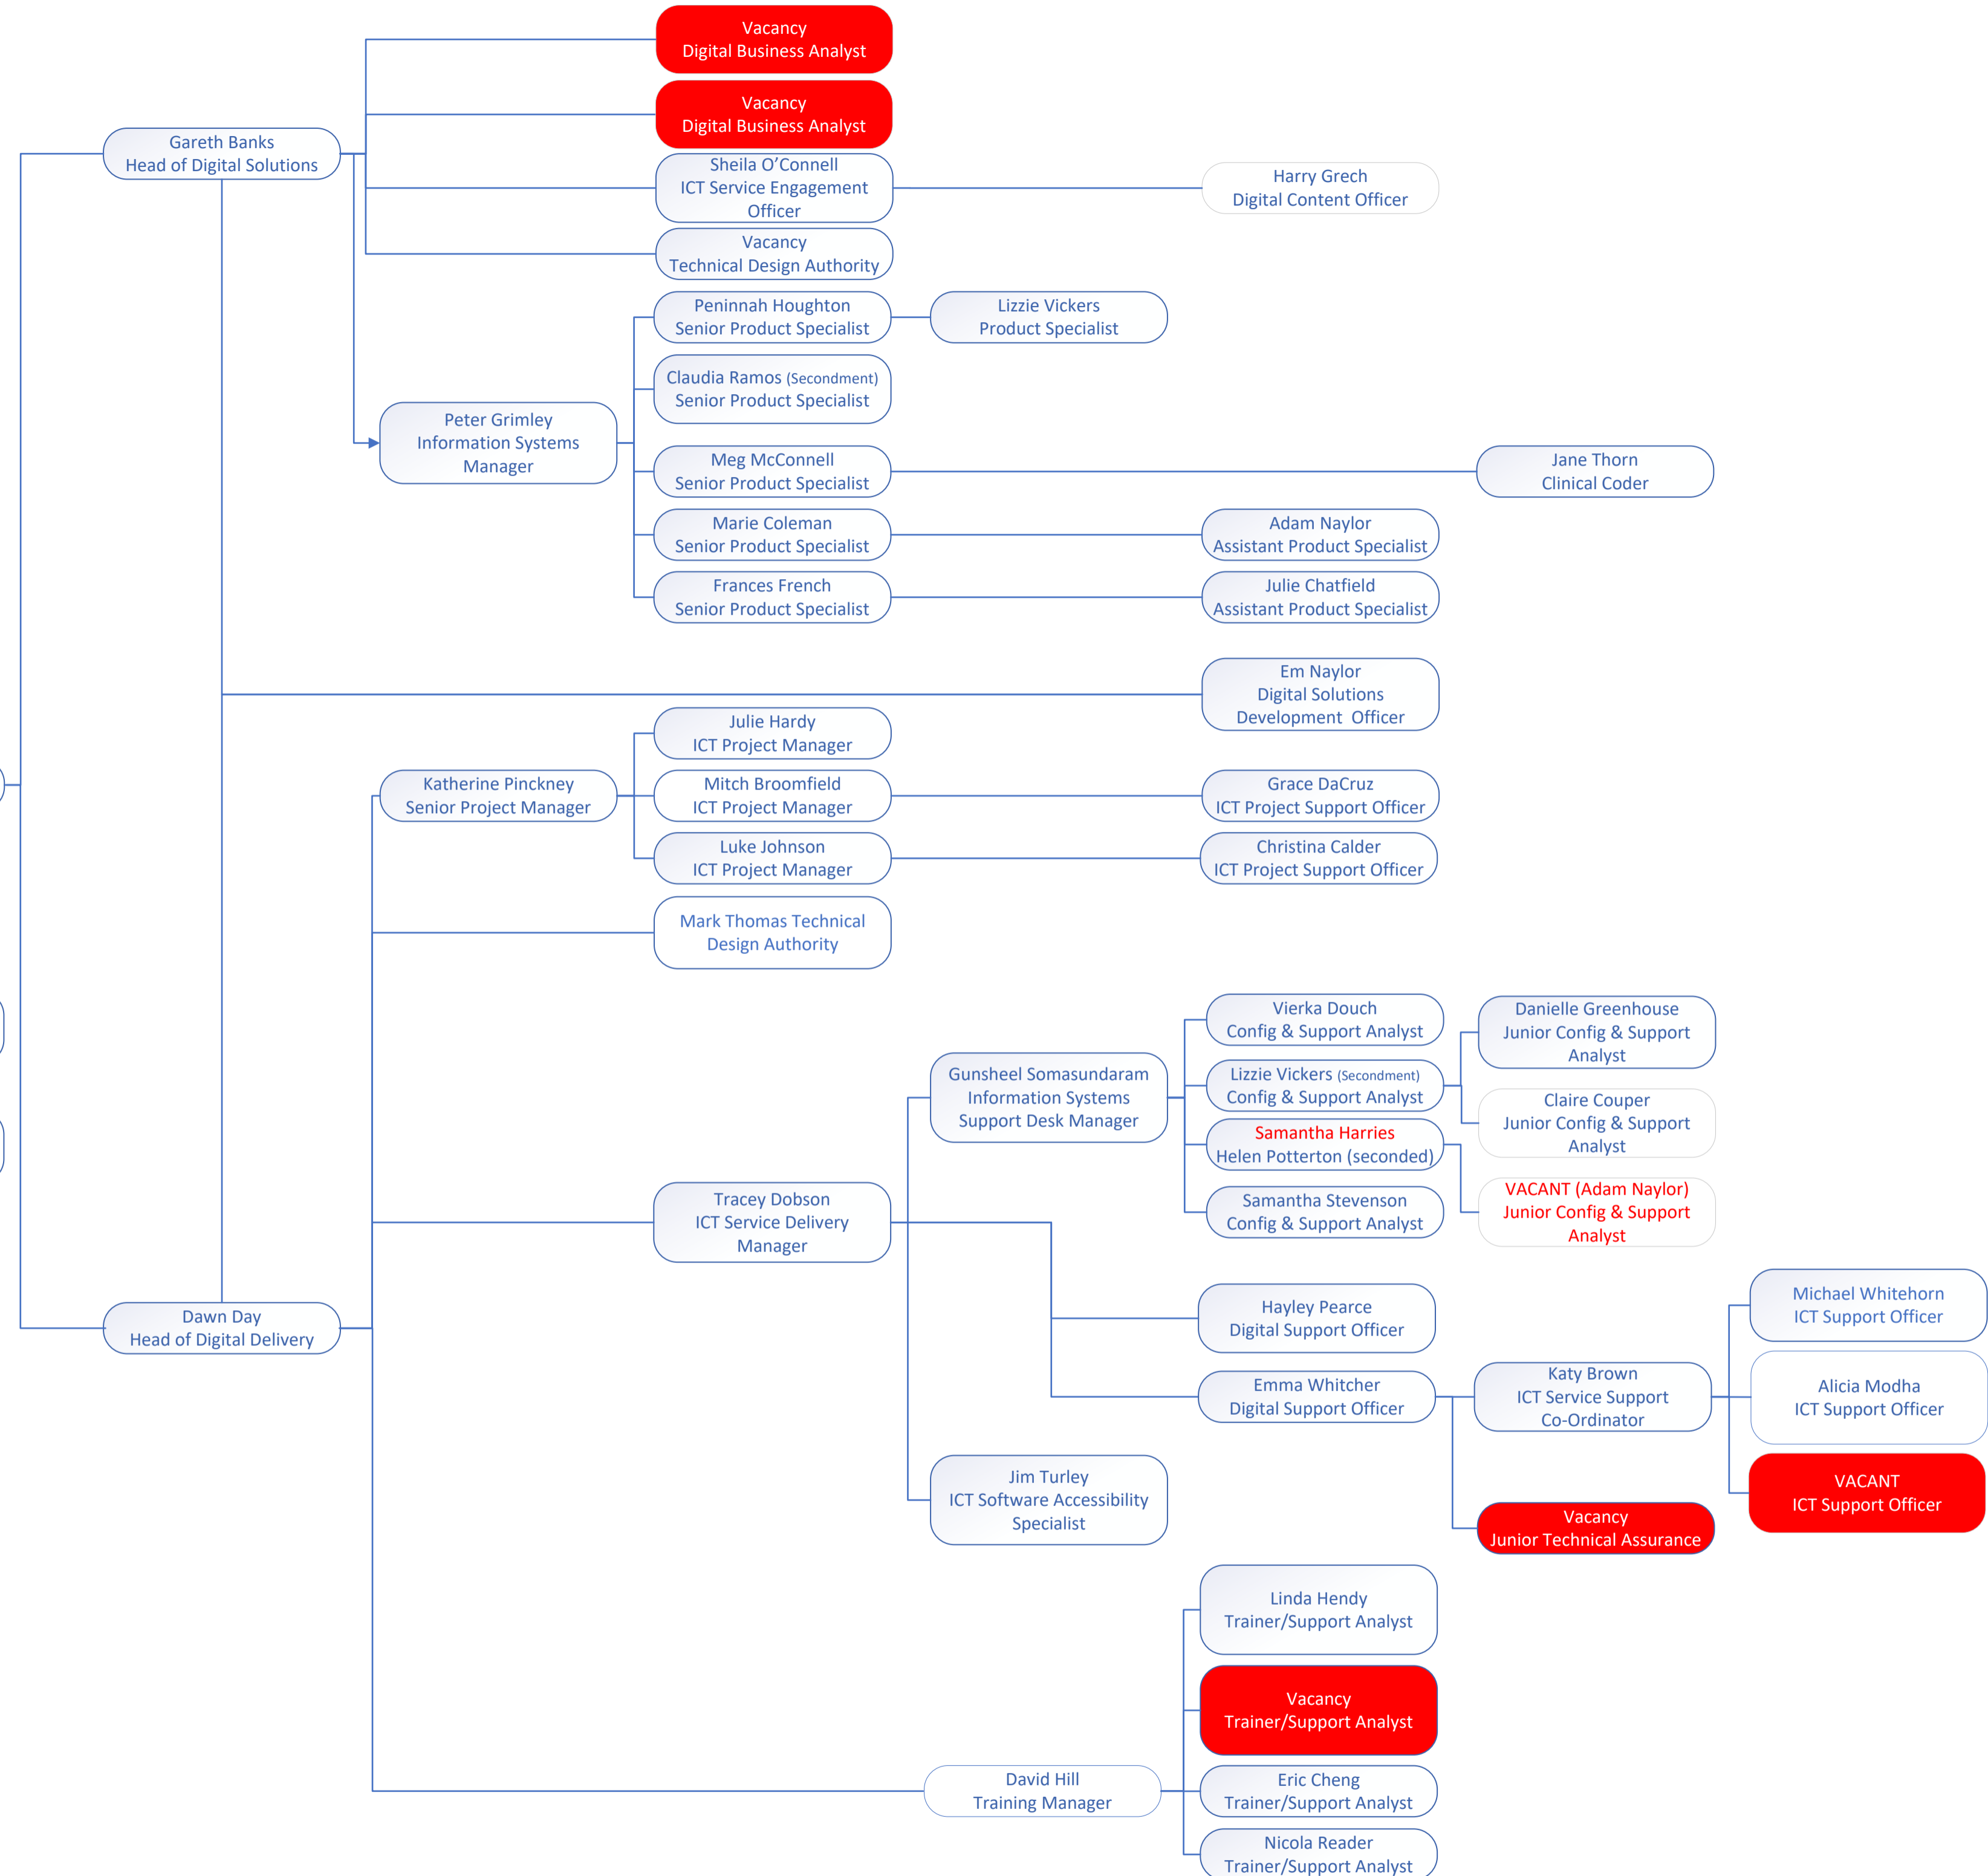 Vacancy
Digital Business Analyst
Vacancy
Digital Business Analyst
Gareth Banks
Head of Digital Solutions
Sheila O’Connell
ICT Service Engagement
Officer
Harry Grech
Digital Content Officer
Vacancy
Technical Design Authority
Peninnah Houghton
Senior Product Specialist
Lizzie Vickers
Product Specialist
Claudia Ramos (Secondment)
Senior Product Specialist
Peter Grimley
Information Systems
Manager
Meg McConnell
Senior Product Specialist
Jane Thorn
Clinical Coder
Marie Coleman
Senior Product Specialist
Adam Naylor
Assistant Product Specialist
Frances French
Senior Product Specialist
Julie Chatfield
Assistant Product Specialist
Em Naylor
Digital Solutions
Development  Officer
Julie Hardy
ICT Project Manager
Katherine Pinckney
Senior Project Manager
Mitch Broomfield
ICT Project Manager
Grace DaCruz
ICT Project Support Officer
Luke Johnson
ICT Project Manager
Christina Calder
ICT Project Support Officer
Mark Thomas Technical
Design Authority
Vierka Douch
Config & Support Analyst
Danielle Greenhouse
Junior Config & Support
Analyst
Gunsheel Somasundaram
Information Systems
Support Desk Manager
Lizzie Vickers (Secondment)
Config & Support Analyst
Claire Couper
Junior Config & Support
Analyst
Samantha Harries
Helen Potterton (seconded)
VACANT (Adam Naylor)
Junior Config & Support
Analyst
Tracey Dobson
ICT Service Delivery
Manager
Samantha Stevenson
Config & Support Analyst
Dawn Day
Head of Digital Delivery
Hayley Pearce
Digital Support Officer
Michael Whitehorn
ICT Support Officer
Emma Whitcher
Digital Support Officer
Katy Brown
ICT Service Support
Co-Ordinator
Alicia Modha
ICT Support Officer
Jim Turley
ICT Software Accessibility
Specialist
VACANT
ICT Support Officer
Vacancy
Junior Technical Assurance
Linda Hendy
Trainer/Support Analyst
Vacancy
Trainer/Support Analyst
David Hill
Training Manager
Eric Cheng
Trainer/Support Analyst
Nicola Reader
Trainer/Support Analyst